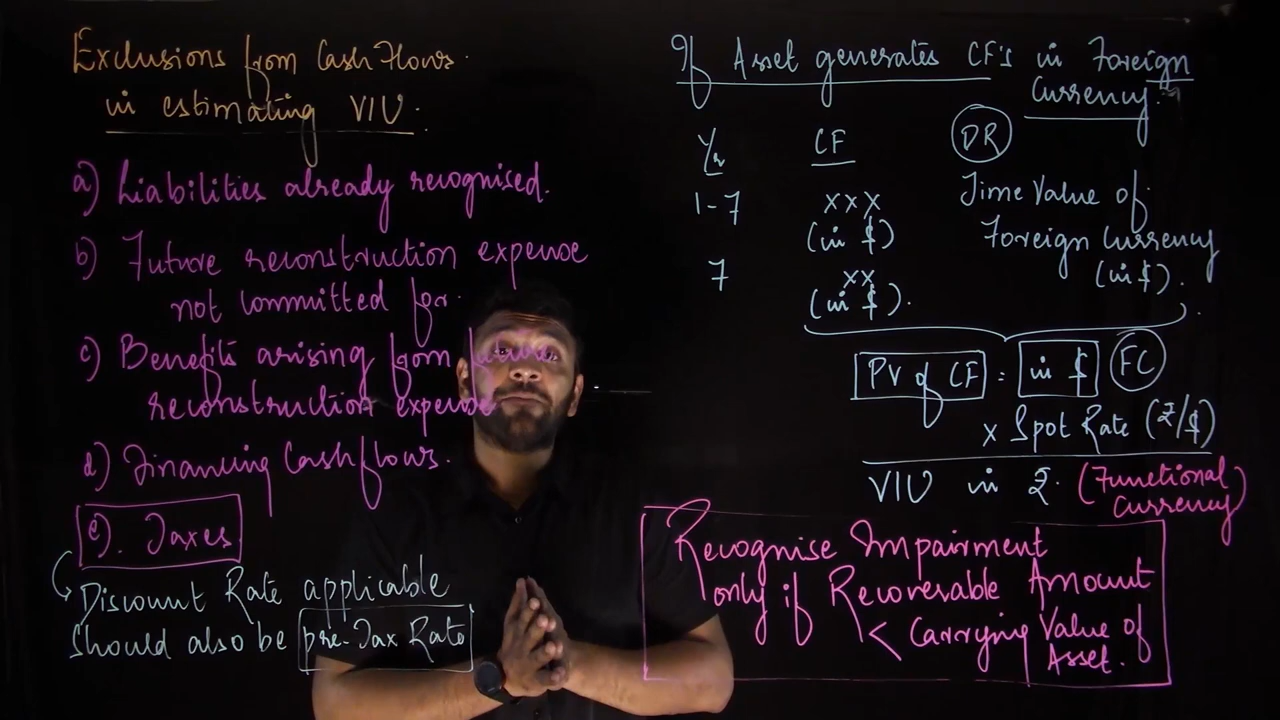 Exclusions from Cash Flows
in estimating VIU.
a) Liabilities already recognised.
b) Future reconstruction expense
not committed for.
c) Benefits arising from future
reconstruction expense
d) Financing Cashflows.
e). Taxes
Discount Rate applicable
should also be pre-Tax Rate
If Asset generates CF's in Foreign
Currency.
Yr CF DR
1-7 xxx Time Value of
(in $) Foreign Currency
7 xx (in $).
(in $).
PV of CF = in $ FC
x Spot Rate (₹/$)
VIU in ₹. (Functional
Currency)
Recognise Impairment
only if Recoverable Amount
< Carrying Value of
Asset.